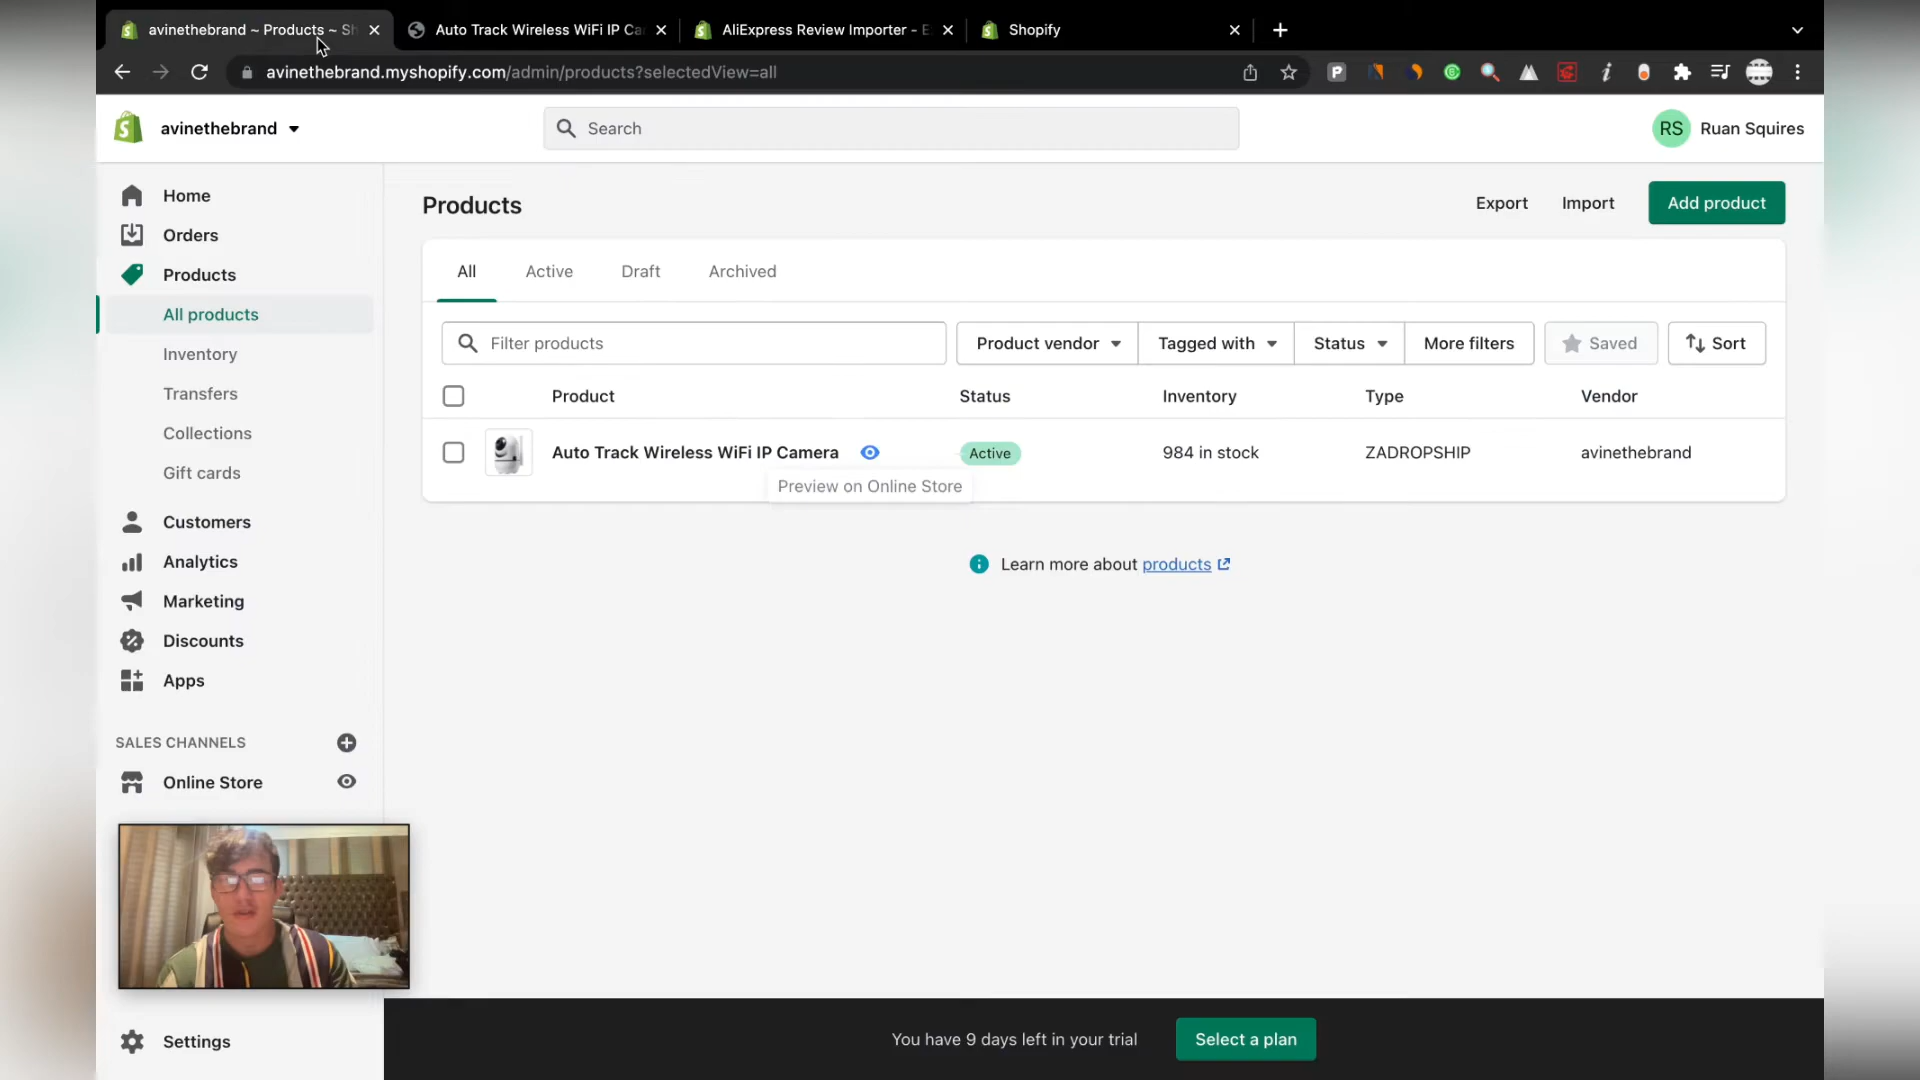 avinethebrand ~ Products ~ Sh
Auto Track Wireless WiFi IP Ca
AliExpress Review Importer - E
Shopify
avinethebrand.myshopify.com/admin/products?selectedView=all
avinethebrand
Search
RS Ruan Squires
Home
Orders
Products
All products
Inventory
Transfers
Collections
Gift cards
Customers
Analytics
Marketing
Discounts
Apps
SALES CHANNELS
Online Store
Settings
Products
Export Import Add product
All Active Draft Archived
Filter products Product vendor Tagged with Status More filters Saved Sort
Product Status Inventory Type Vendor
Auto Track Wireless WiFi IP Camera Active 984 in stock ZADROPSHIP avinethebrand
Preview on Online Store
Learn more about products
You have 9 days left in your trial Select a plan